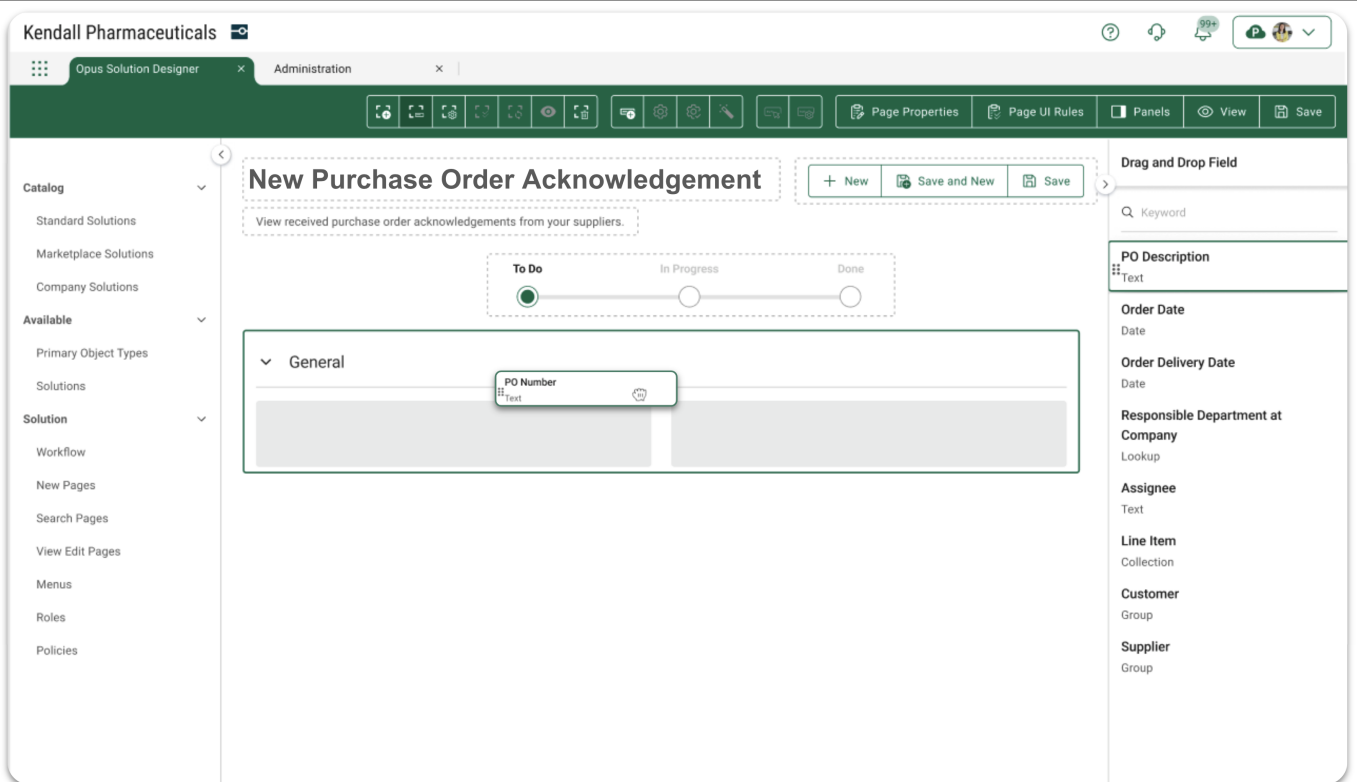 Kendall Pharmaceuticals
99+
P
Opus Solution Designer
Administration
Page Properties
Page UI Rules
Panels
View
Save
Catalog
Standard Solutions
Marketplace Solutions
Company Solutions
Available
Primary Object Types
Solutions
Solution
Workflow
New Pages
Search Pages
View Edit Pages
Menus
Roles
Policies
New Purchase Order Acknowledgement
New
Save and New
Save
View received purchase order acknowledgements from your suppliers.
To Do
In Progress
Done
General
PO Number
Text
Drag and Drop Field
Keyword
PO Description
Text
Order Date
Date
Order Delivery Date
Date
Responsible Department at
Company
Lookup
Assignee
Text
Line Item
Collection
Customer
Group
Supplier
Group